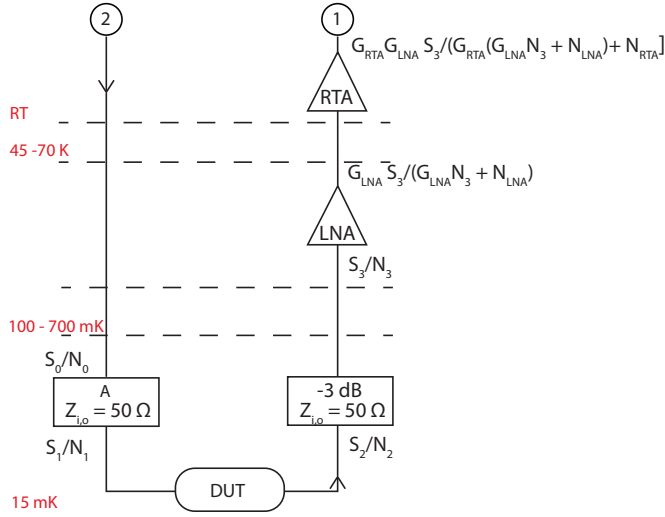 2
1
G_RTA G_LNA S_3/(G_RTA(G_LNA N_3 + N_LNA)+ N_RTA]
RTA
RT
45 -70 K
G_LNA S_3/(G_LNA N_3 + N_LNA)
LNA
S_3/N_3
100 - 700 mK
S_0/N_0
A
Z_i,o = 50 Ω
-3 dB
Z_i,o = 50 Ω
S_1/N_1
S_2/N_2
DUT
15 mK